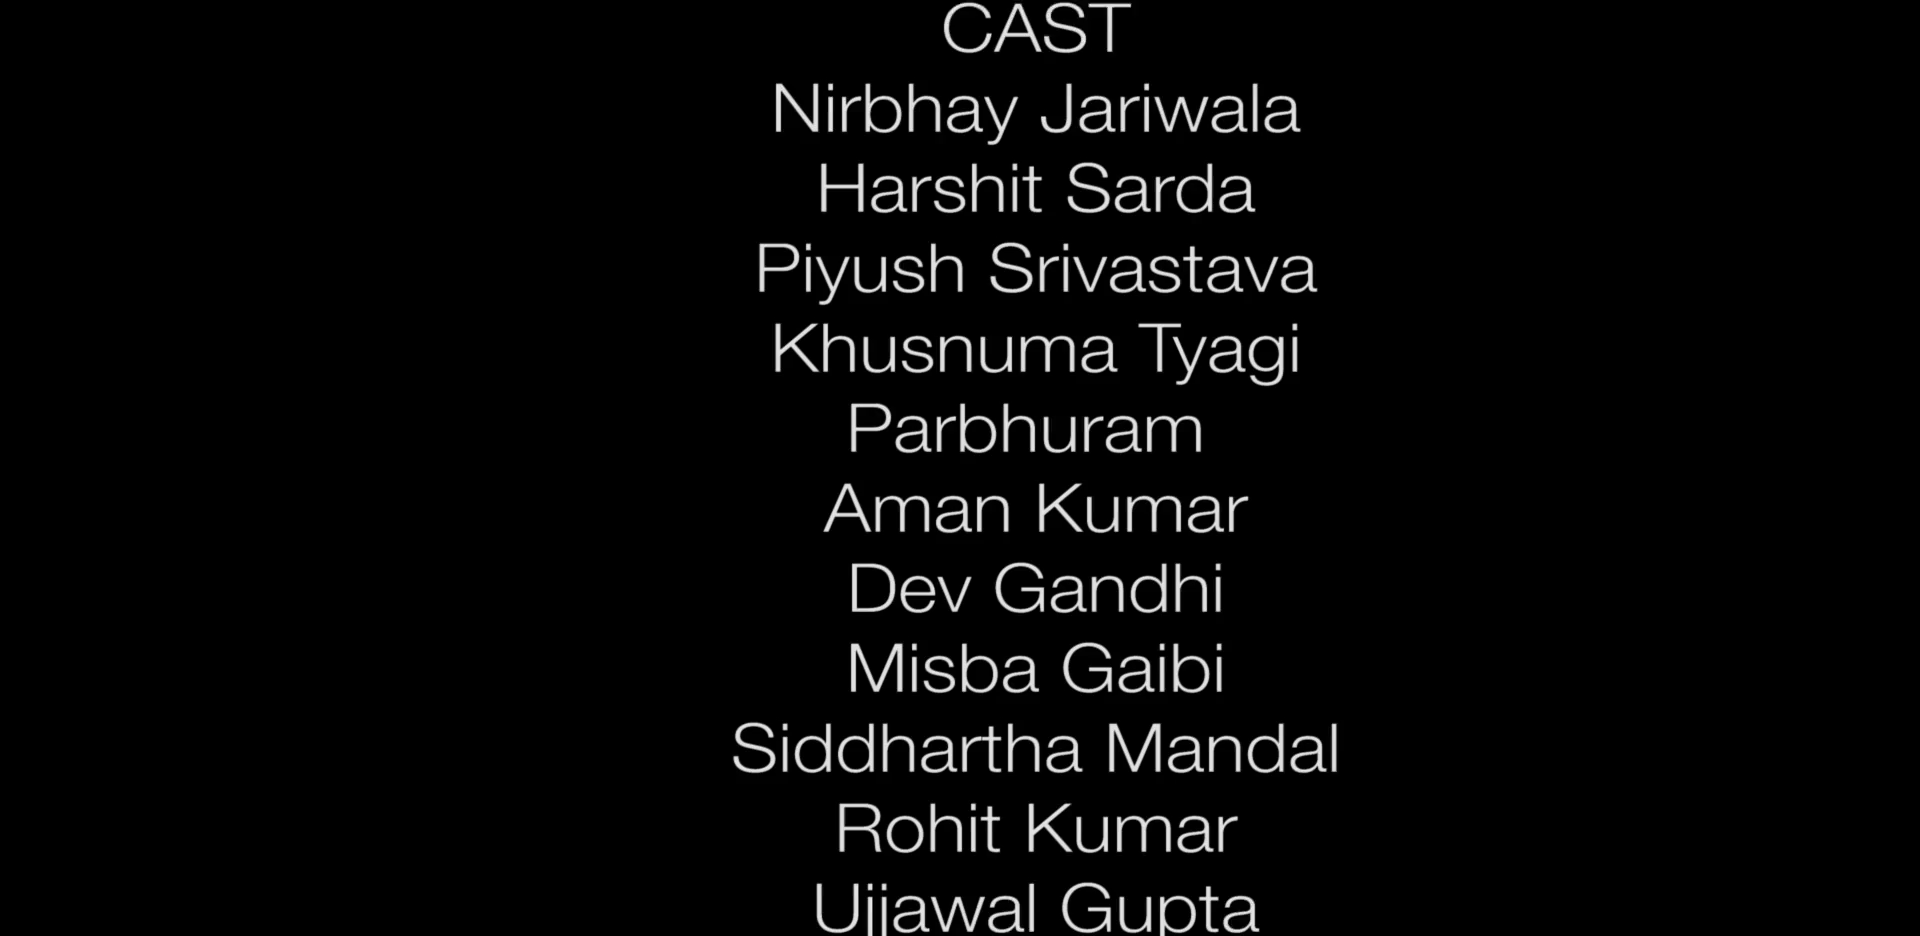 CAST
Nirbhay Jariwala
Harshit Sarda
Piyush Srivastava
Khusnuma Tyagi
Parbhuram
Aman Kumar
Dev Gandhi
Misba Gaibi
Siddhartha Mandal
Rohit Kumar
Ujjawal Gupta